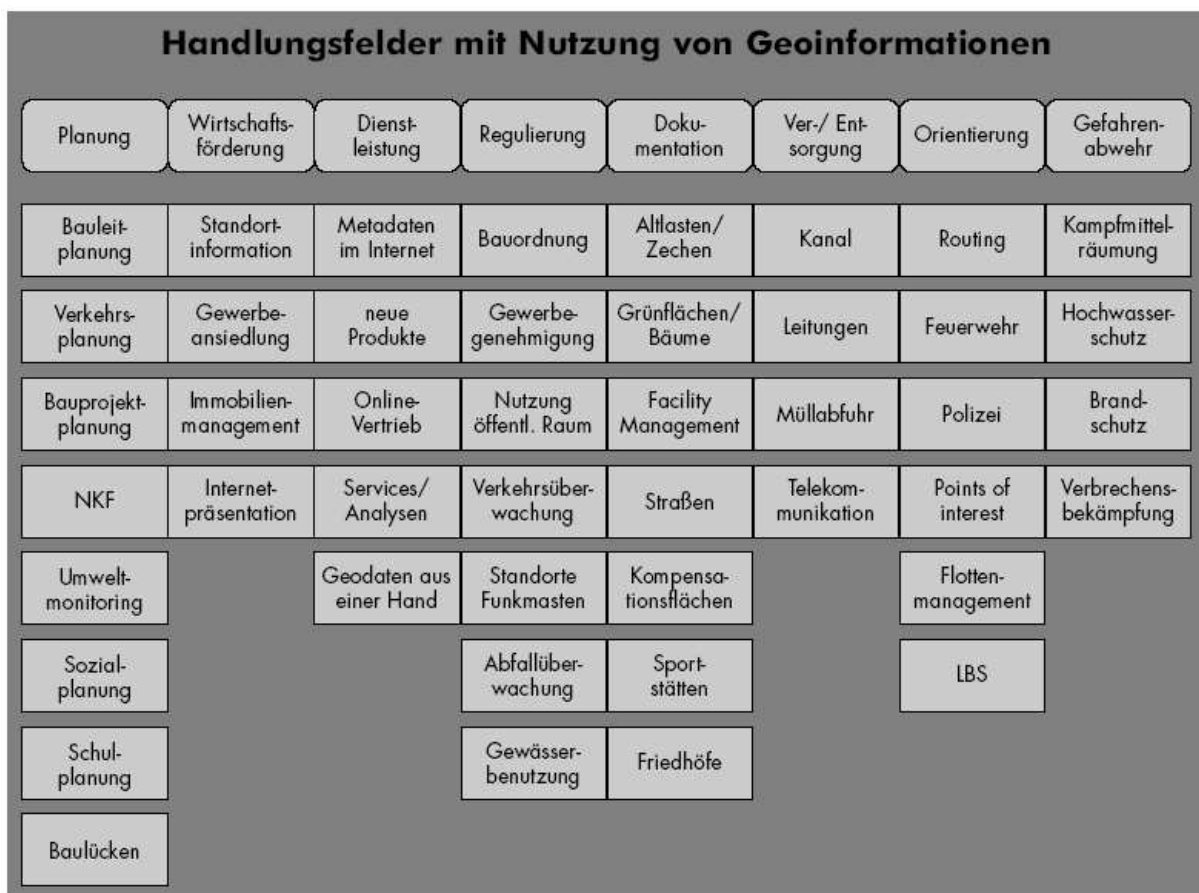 Handlungsfelder mit Nutzung von Geoinformationen
Planung
Wirtschafts-
förderung
Dienst-
leistung
Regulierung
Doku-
mentation
Ver-/ Ent-
sorgung
Orientierung
Gefahren-
abwehr
Bauleit-
planung
Standort-
information
Metadaten
im Internet
Bauordnung
Altlasten/
Zechen
Kanal
Routing
Kampfmittel-
räumung
Verkehrs-
planung
Gewerbe-
ansiedlung
neue
Produkte
Gewerbe-
genehmigung
Grünflächen/
Bäume
Leitungen
Feuerwehr
Hochwasser-
schutz
Bauprojekt-
planung
Immobilien-
management
Online-
Vertrieb
Nutzung
öffentl. Raum
Facility
Management
Müllabfuhr
Polizei
Brand-
schutz
NKF
Internet-
präsentation
Services/
Analysen
Verkehrsüber-
wachung
Straßen
Telekom-
munikation
Points of
interest
Verbrechens-
bekämpfung
Umwelt-
monitoring
Geodaten aus
einer Hand
Standorte
Funkmasten
Kompensa-
tionsflächen
Flotten-
management
Sozial-
planung
Abfallüber-
wachung
Sport-
stätten
LBS
Schul-
planung
Gewässer-
benutzung
Friedhöfe
Baulücken